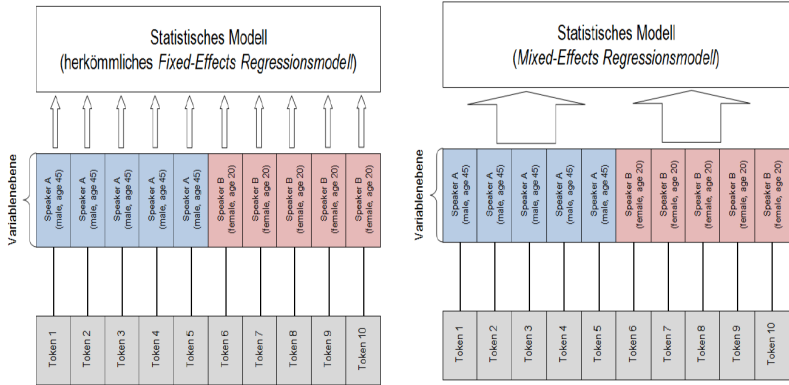 Statistisches Modell
(herkömmliches Fixed-Effects Regressionsmodell)
Variablenebene
Speaker A
(male, age 45)
Speaker A
(male, age 45)
Speaker A
(male, age 45)
Speaker A
(male, age 45)
Speaker A
(male, age 45)
Speaker B
(female, age 20)
Speaker B
(female, age 20)
Speaker B
(female, age 20)
Speaker B
(female, age 20)
Speaker B
(female, age 20)
Token 1
Token 2
Token 3
Token 4
Token 5
Token 6
Token 7
Token 8
Token 9
Token 10
Statistisches Modell
(Mixed-Effects Regressionsmodell)
Variablenebene
Speaker A
(male, age 45)
Speaker A
(male, age 45)
Speaker A
(male, age 45)
Speaker A
(male, age 45)
Speaker A
(male, age 45)
Speaker B
(female, age 20)
Speaker B
(female, age 20)
Speaker B
(female, age 20)
Speaker B
(female, age 20)
Speaker B
(female, age 20)
Token 1
Token 2
Token 3
Token 4
Token 5
Token 6
Token 7
Token 8
Token 9
Token 10